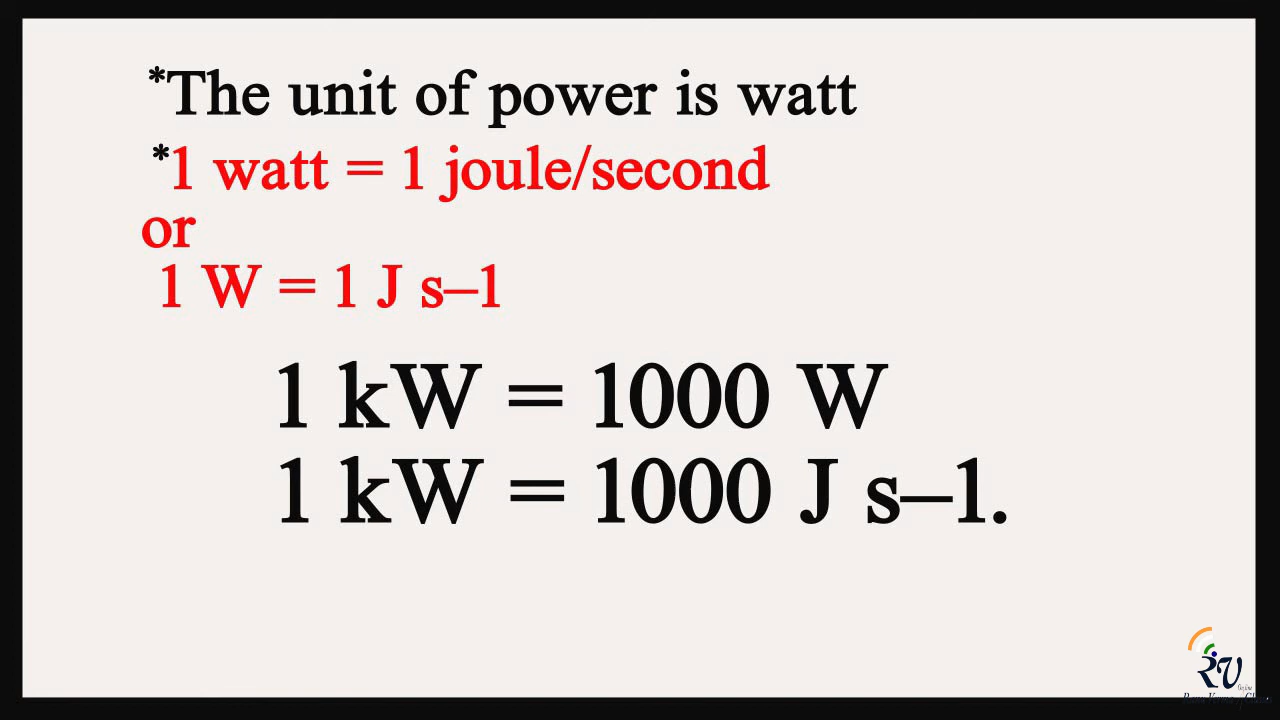 *The unit of power is watt
*1 watt = 1 joule/second
or
1 W = 1 J s–1
1 kW = 1000 W
1 kW = 1000 J s–1.